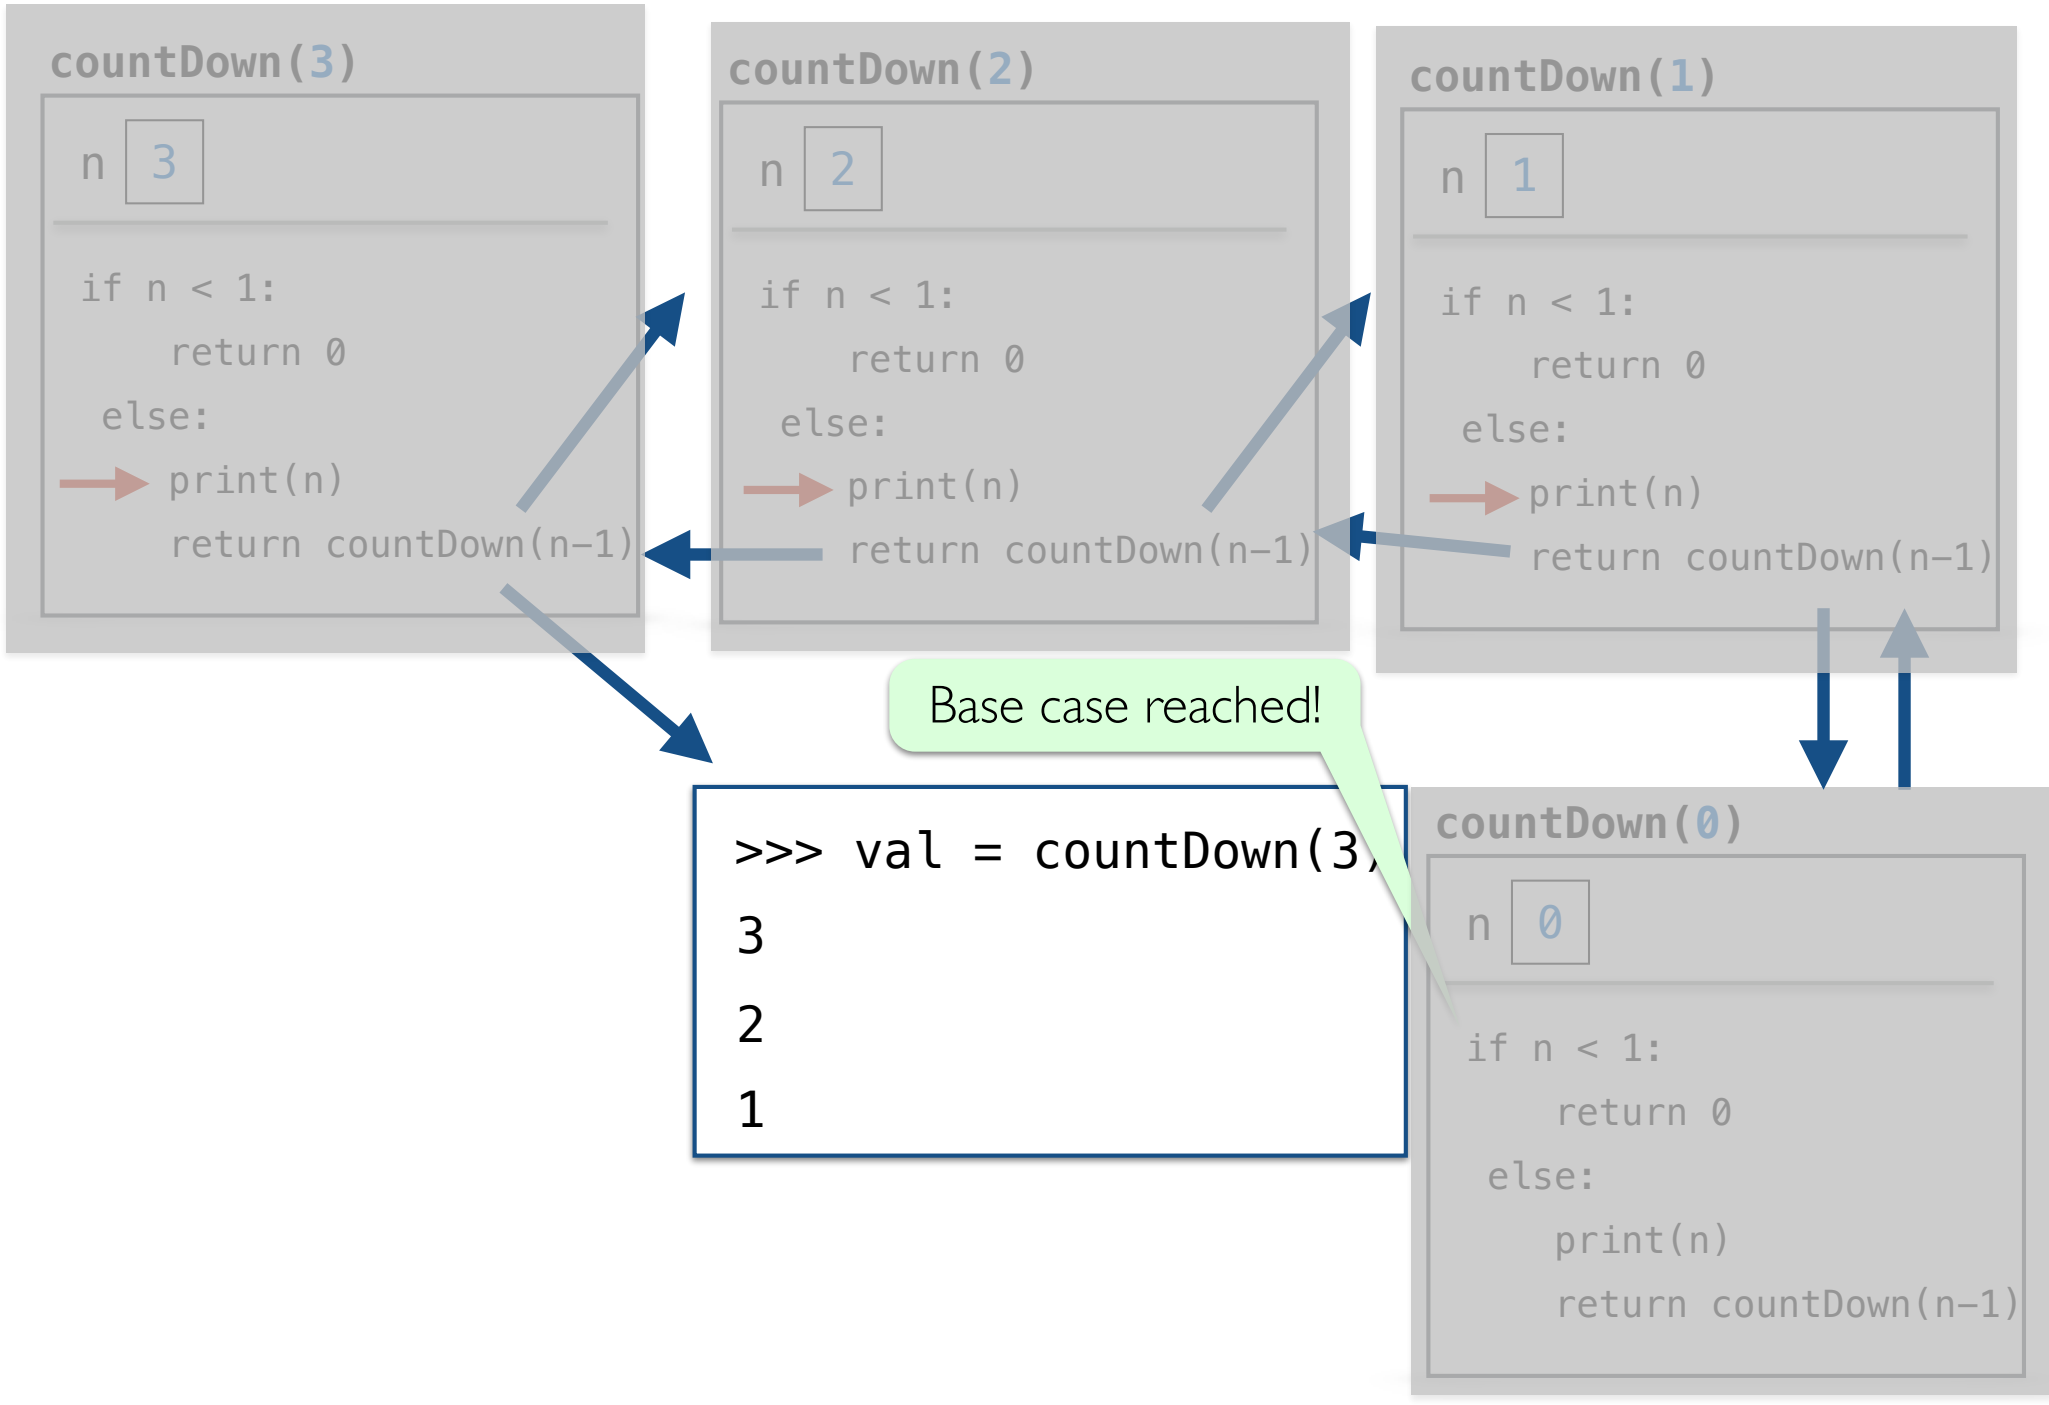 countDown(3)
n 3
if n < 1:
return 0
else:
print(n)
return countDown(n-1)
countDown(2)
n 2
if n < 1:
return 0
else:
print(n)
return countDown(n-1)
countDown(1)
n 1
if n < 1:
return 0
else:
print(n)
return countDown(n-1)
Base case reached!
>>> val = countDown(3)
3
2
1
countDown(0)
n 0
if n < 1:
return 0
else:
print(n)
return countDown(n-1)